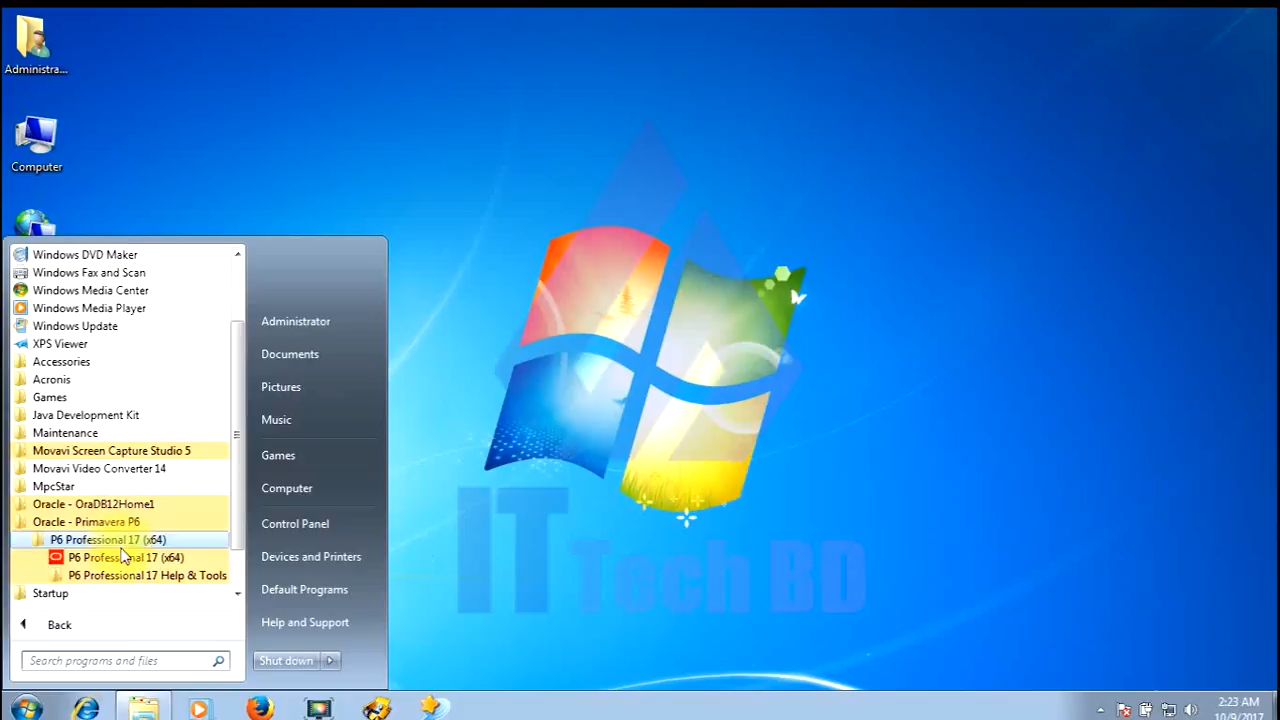 Administra...
Computer
Windows DVD Maker
Windows Fax and Scan
Windows Media Center
Windows Media Player
Windows Update
XPS Viewer
Accessories
Acronis
Games
Java Development Kit
Maintenance
Movavi Screen Capture Studio 5
Movavi Video Converter 14
MpcStar
Oracle - OraDB12Home1
Oracle - Primavera P6
P6 Professional 17 (x64)
P6 Professional 17 (x64)
P6 Professional 17 Help & Tools
Startup
Back
Search programs and files
Administrator
Documents
Pictures
Music
Games
Computer
Control Panel
Devices and Printers
Default Programs
Help and Support
Shut down
IT Tech BD
2:23 AM
10/9/2017